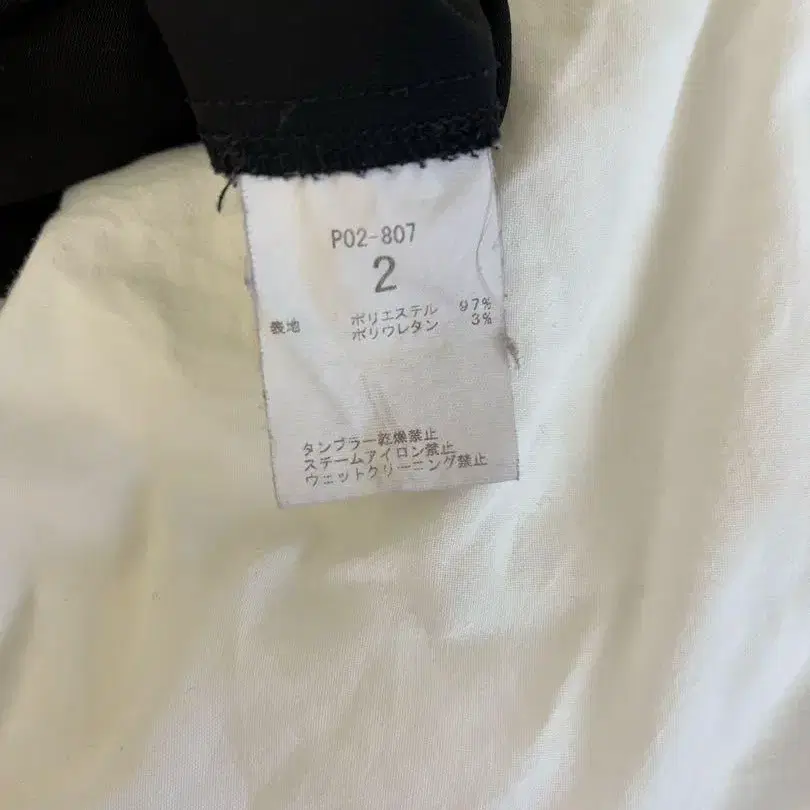 P02-807
2
表地 ポリエステル 97%
ポリウレタン 3%
タンブラー乾燥禁止
スチームアイロン禁止
ウェットクリーニング禁止